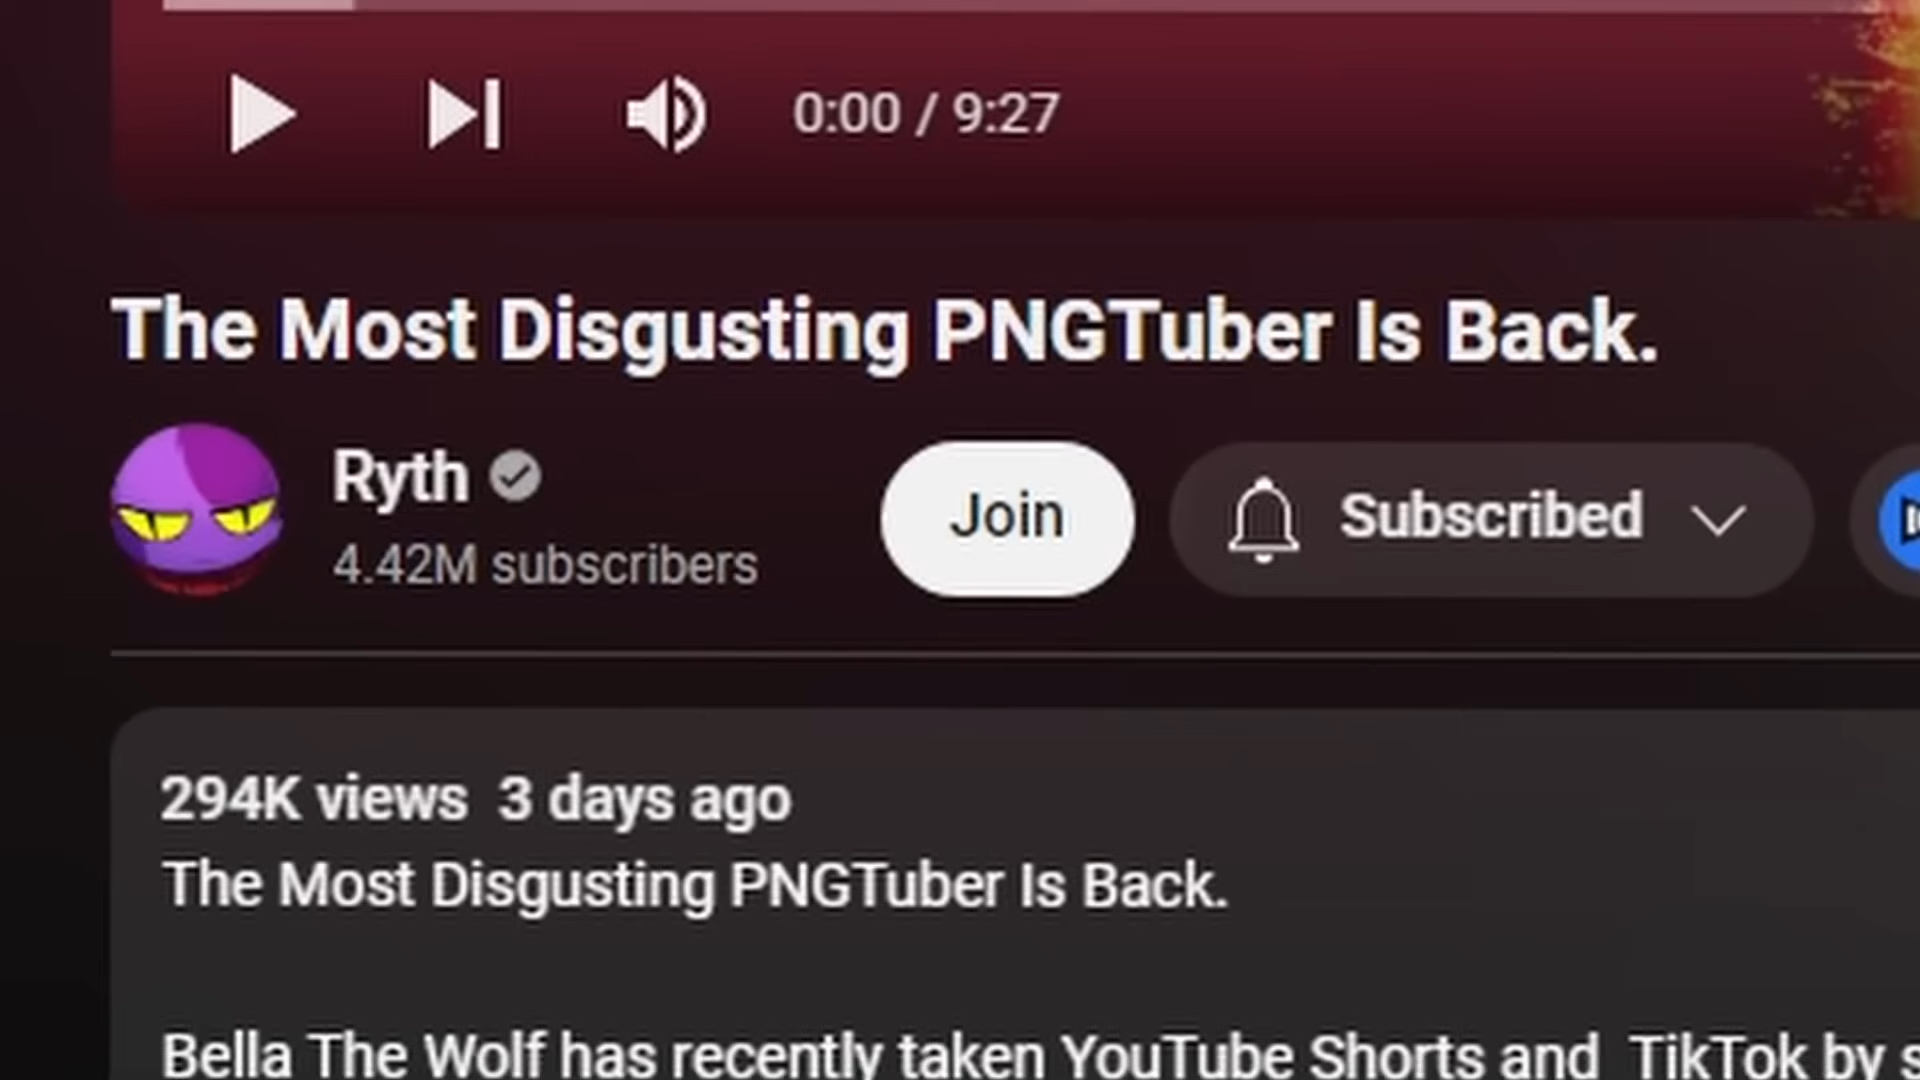 0:00 / 9:27
The Most Disgusting PNGTuber Is Back.
Ryth
4.42M subscribers
Join
Subscribed
294K views 3 days ago
The Most Disgusting PNGTuber Is Back.
Bella The Wolf has recently taken YouTube Shorts and TikTok by